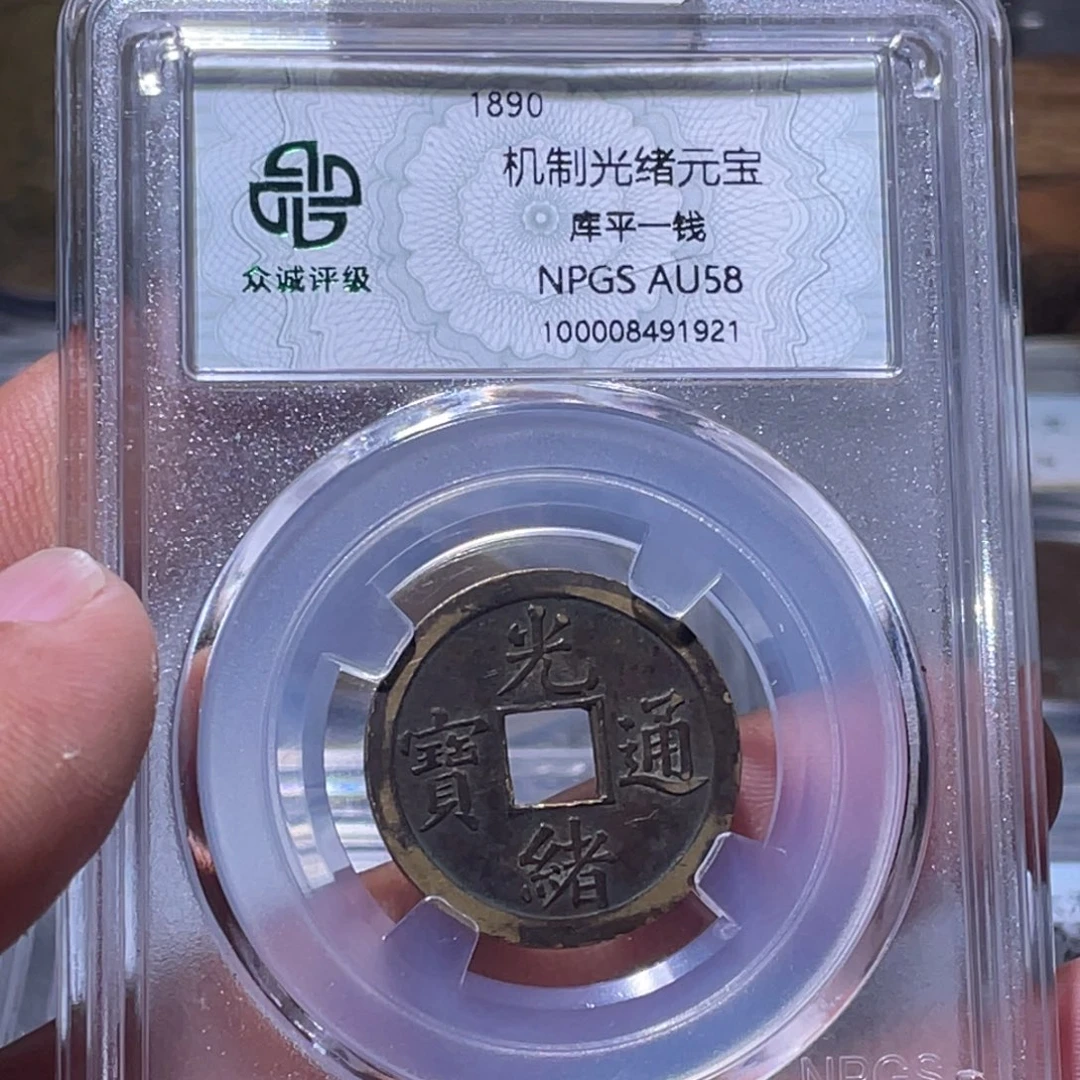 1890
机制光绪元宝
库平一钱
NPGS AU58
100008491921
众诚评级
光
通
寶
緒
NPGS